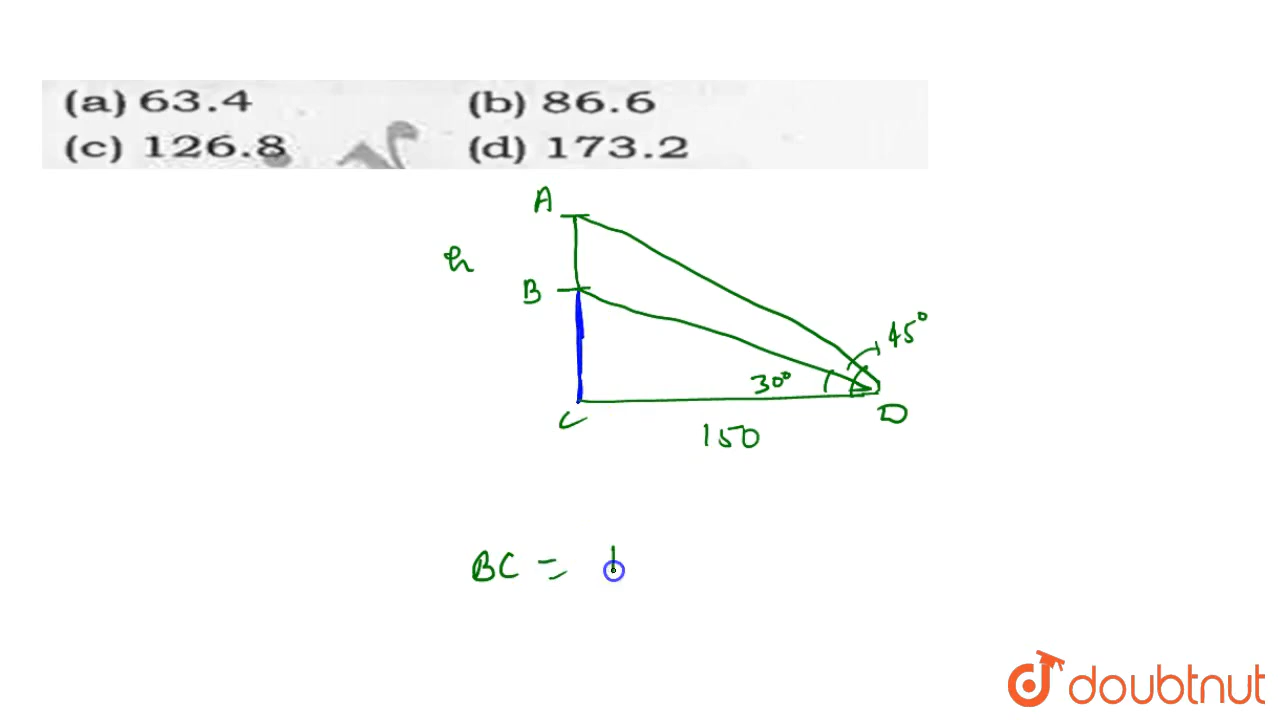 (a) 63.4 (b) 86.6
(c) 126.8 (d) 173.2
A
h
B
45°
30°
C
D
150
BC =
doubtnut